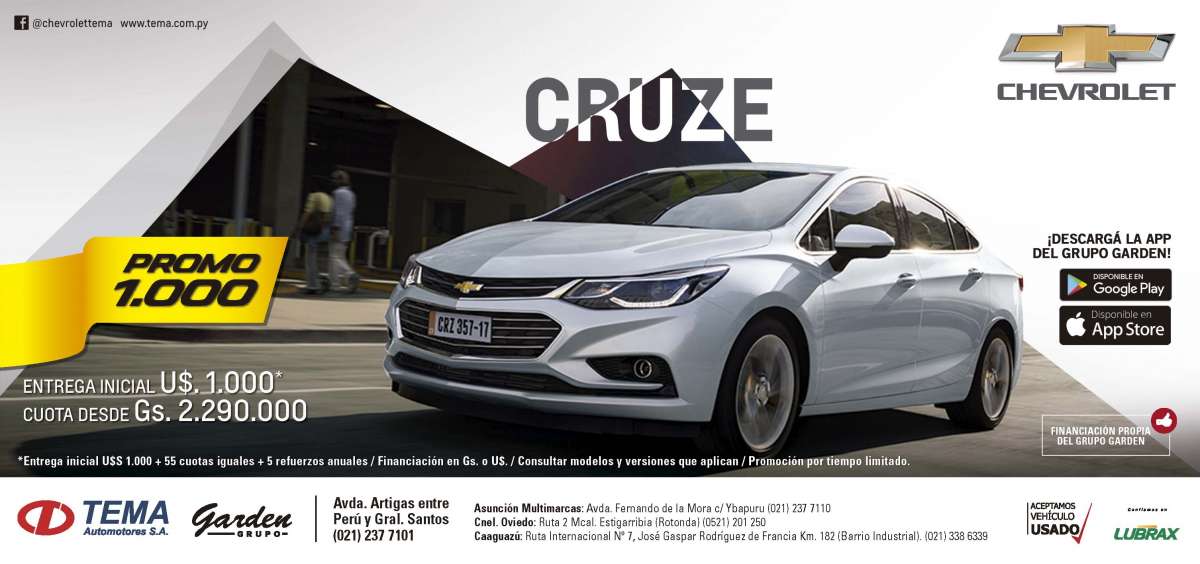 @chevrolettema www.tema.com.py
CRUZE
CHEVROLET
PROMO
1.000
¡DESCARGÁ LA APP
DEL GRUPO GARDEN!
DISPONIBLE EN
Google Play
Disponible en
App Store
CRZ 357-17
ENTREGA INICIAL U$. 1.000*
CUOTA DESDE Gs. 2.290.000
FINANCIACIÓN PROPIA
DEL GRUPO GARDEN
*Entrega inicial U$S 1.000 + 55 cuotas iguales + 5 refuerzos anuales / Financiación en Gs. o U$. / Consultar modelos y versiones que aplican / Promoción por tiempo limitado.
TEMA
Automotores S.A.
Garden
GRUPO
Avda. Artigas entre
Perú y Gral. Santos
(021) 237 7101
Asunción Multimarcas: Avda. Fernando de la Mora c/ Ybapuru (021) 237 7110
Cnel. Oviedo: Ruta 2 Mcal. Estigarribia (Rotonda) (0521) 201 250
Caaguazú: Ruta Internacional Nº 7, José Gaspar Rodríguez de Francia Km. 182 (Barrio Industrial). (021) 338 6339
ACEPTAMOS
VEHÍCULO
USADO
Confiamos en
LUBRAX